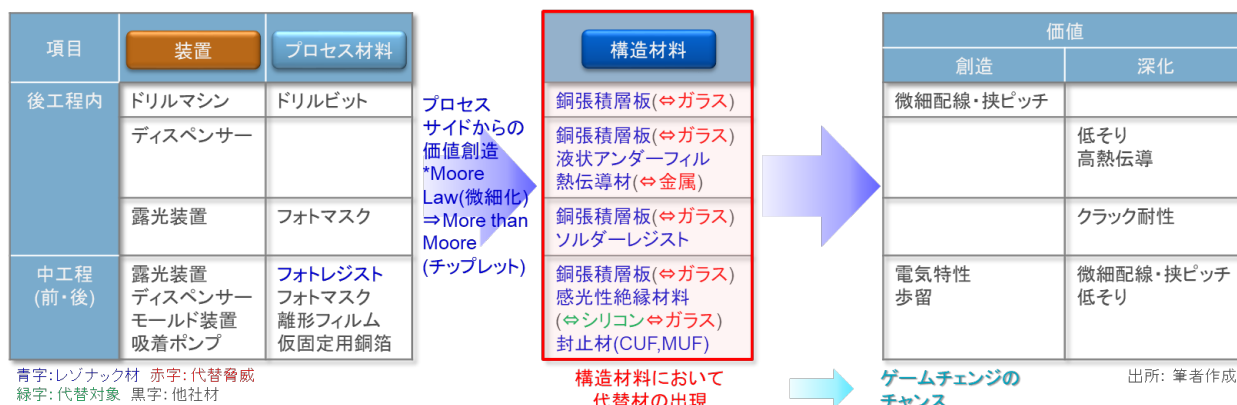 項目
装置
プロセス材料
構造材料
価値
創造
深化
後工程内
ドリルマシン
ドリルビット
銅張積層板(⇔ガラス)
微細配線・挟ピッチ
ディスペンサー
銅張積層板(⇔ガラス)
液状アンダーフィル
熱伝導材(⇔金属)
低そり
高熱伝導
露光装置
フォトマスク
銅張積層板(⇔ガラス)
ソルダーレジスト
クラック耐性
中工程
(前・後)
露光装置
ディスペンサー
モールド装置
吸着ポンプ
フォトレジスト
フォトマスク
離形フィルム
仮固定用銅箔
銅張積層板(⇔ガラス)
感光性絶縁材料
(⇔シリコン⇔ガラス)
封止材(CUF,MUF)
電気特性
歩留
微細配線・挟ピッチ
低そり
プロセス
サイドからの
価値創造
*Moore
Law(微細化)
⇒More than
Moore
(チップレット)
青字:レゾナック材 赤字:代替脅威
緑字:代替対象 黒字:他社材
構造材料において
代替材の出現
ゲームチェンジの
チャンス
出所: 筆者作成